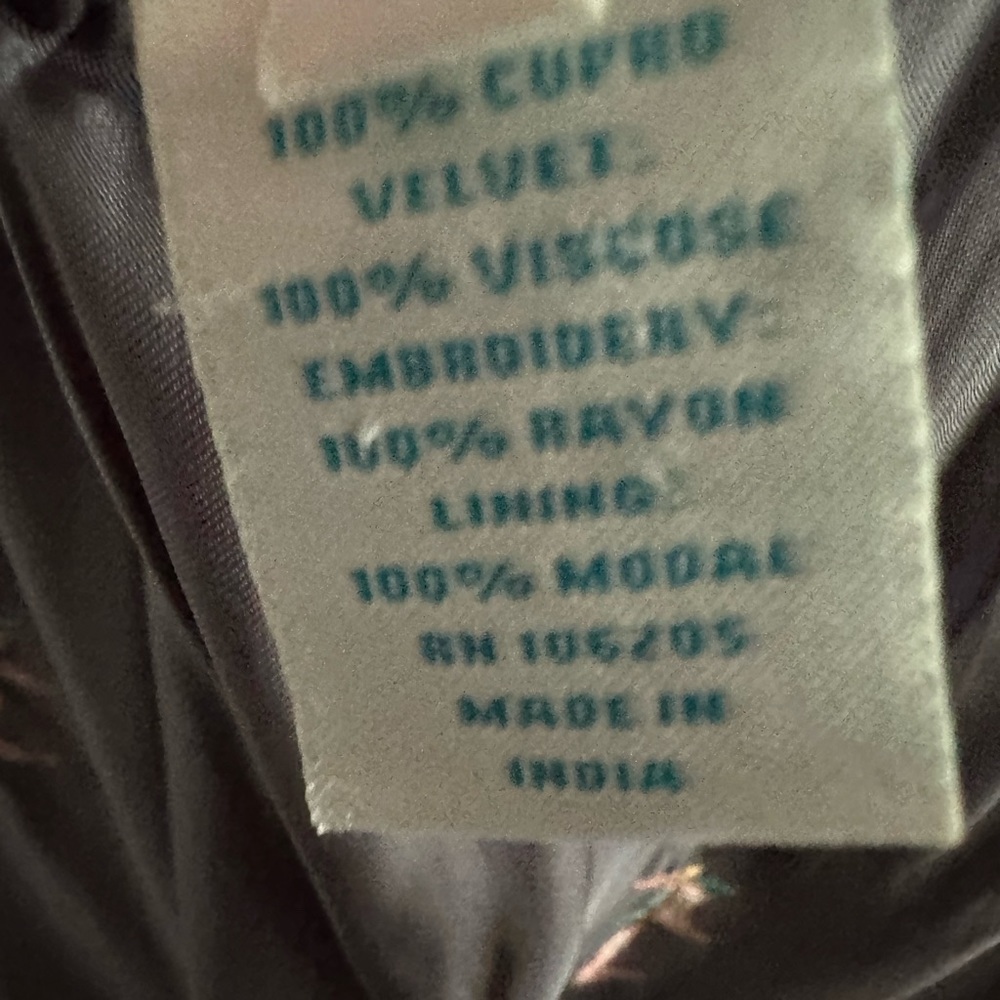 100% CUPRO
VELVET:
100% VISCOSE
EMBROIDERY:
100% RAYON
LINING:
100% MODAL
RN 106205
MADE IN
INDIA